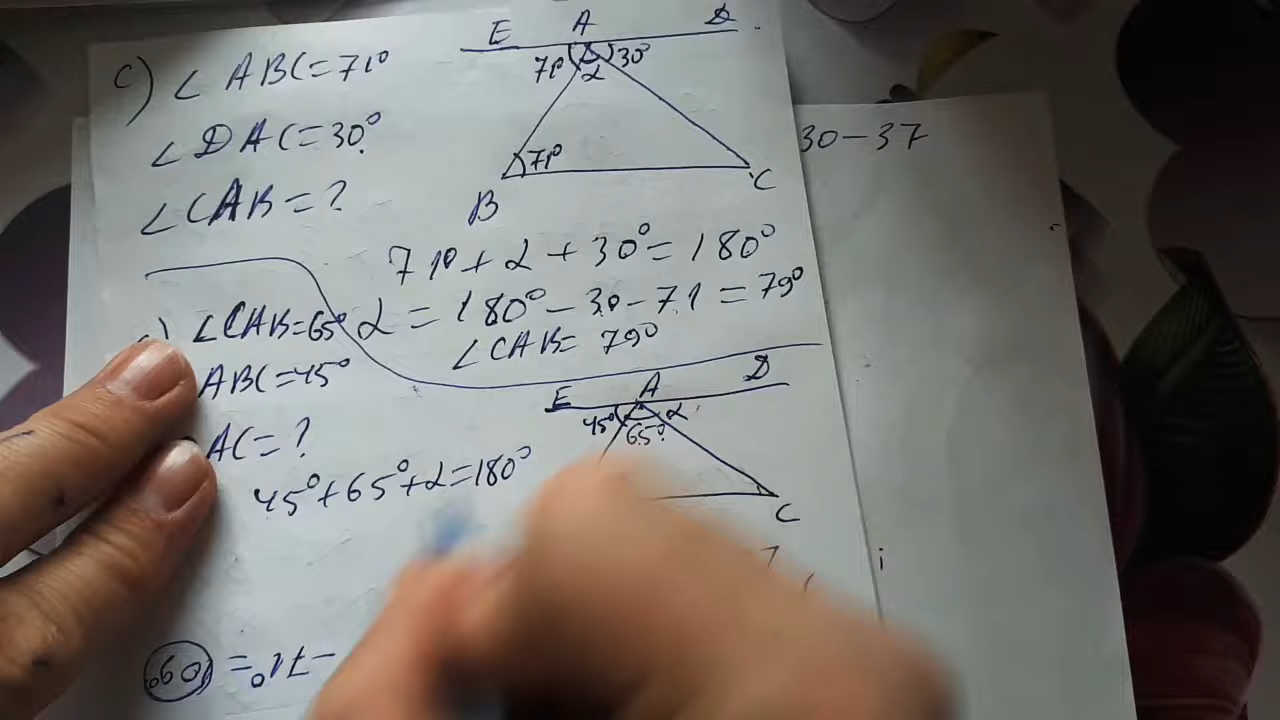 c) ∠ABC=71°
∠DAC=30°
∠CAB=?
E A D
71° α 30°
71°
B C
30-37
71°+α+30°=180°
α=180°-30-71=79°
∠CAB=79°
∠CAB=65°
ABC=45°
AC=?
E A D
45° 65° α
C
45°+65°+α=180°